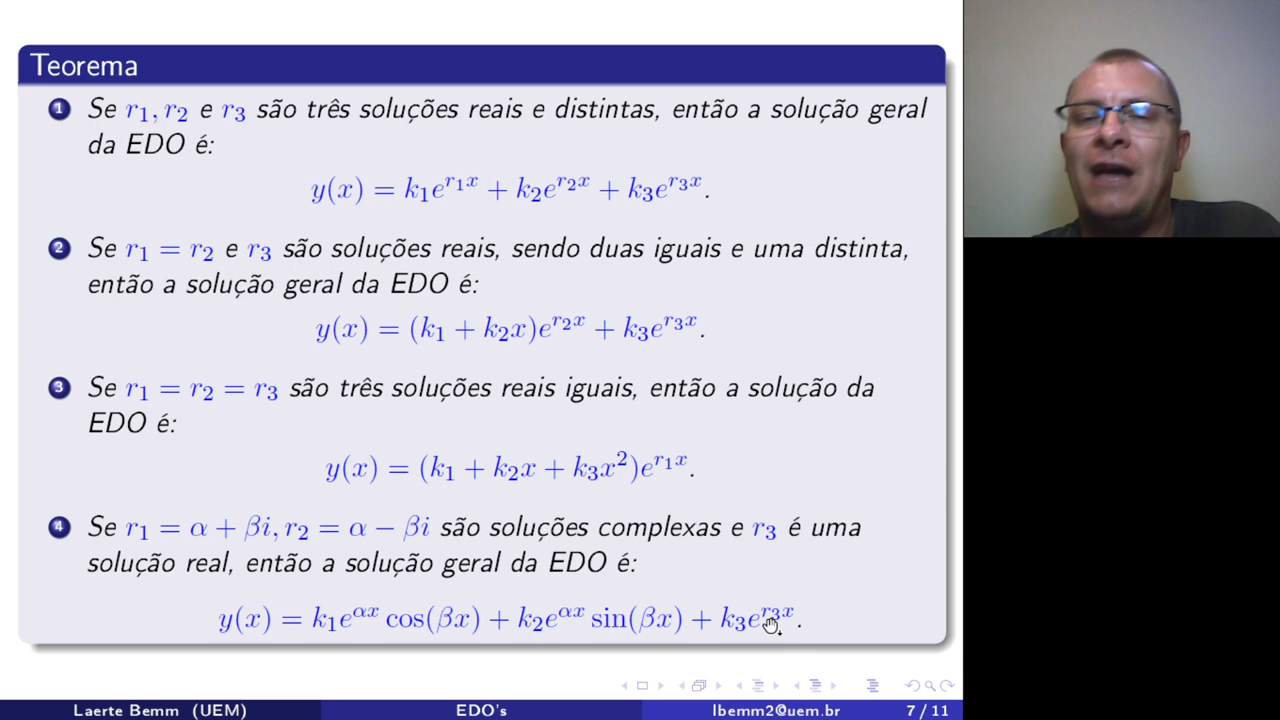 Teorema
1 Se r₁, r₂ e r₃ são três soluções reais e distintas, então a solução geral
da EDO é:
y(x) = k₁e^{r₁x} + k₂e^{r₂x} + k₃e^{r₃x}.
2 Se r₁ = r₂ e r₃ são soluções reais, sendo duas iguais e uma distinta,
então a solução geral da EDO é:
y(x) = (k₁ + k₂x)e^{r₂x} + k₃e^{r₃x}.
3 Se r₁ = r₂ = r₃ são três soluções reais iguais, então a solução da
EDO é:
y(x) = (k₁ + k₂x + k₃x²)e^{r₁x}.
4 Se r₁ = α + βi, r₂ = α − βi são soluções complexas e r₃ é uma
solução real, então a solução geral da EDO é:
y(x) = k₁e^{αx} cos(βx) + k₂e^{αx} sin(βx) + k₃e^{r₃x}.
Laerte Bemm (UEM) EDO's lbemm2@uem.br 7 / 11